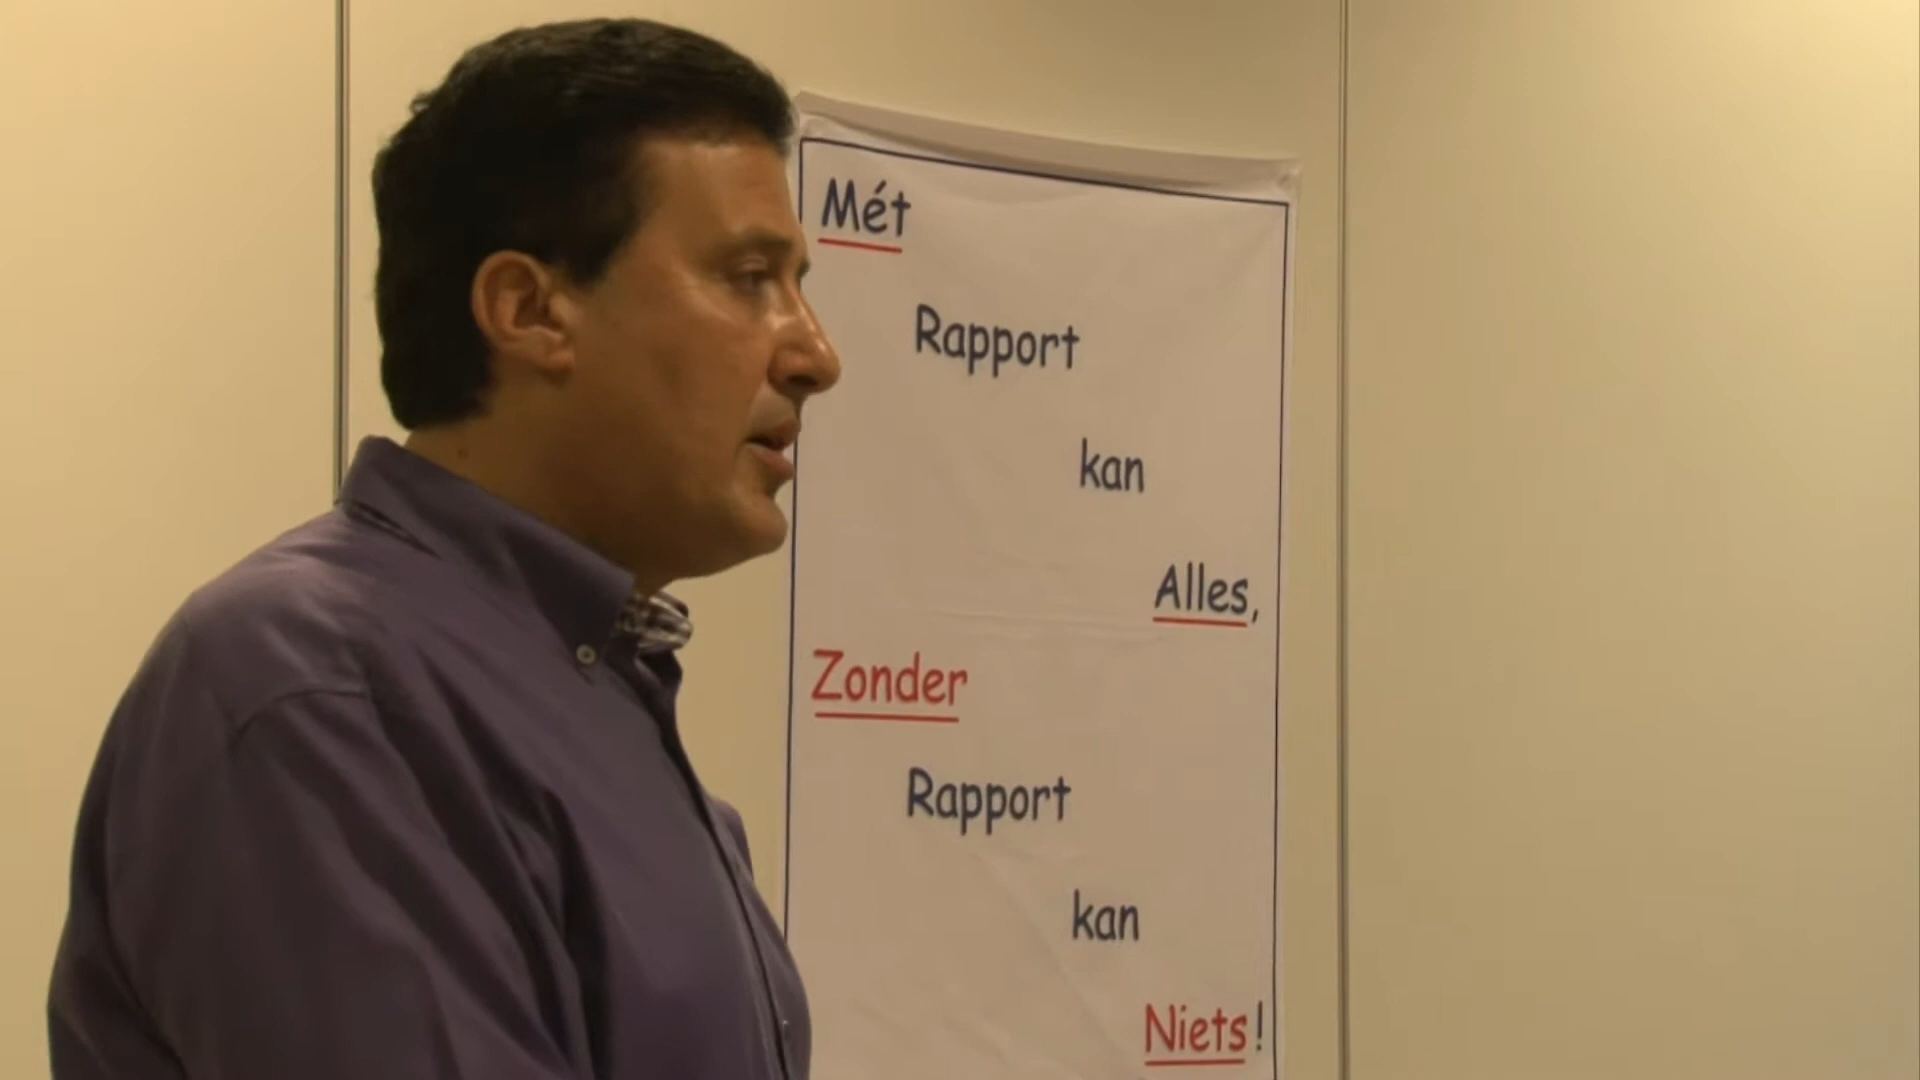 Mét
Rapport
kan
Alles,
Zonder
Rapport
kan
Niets!